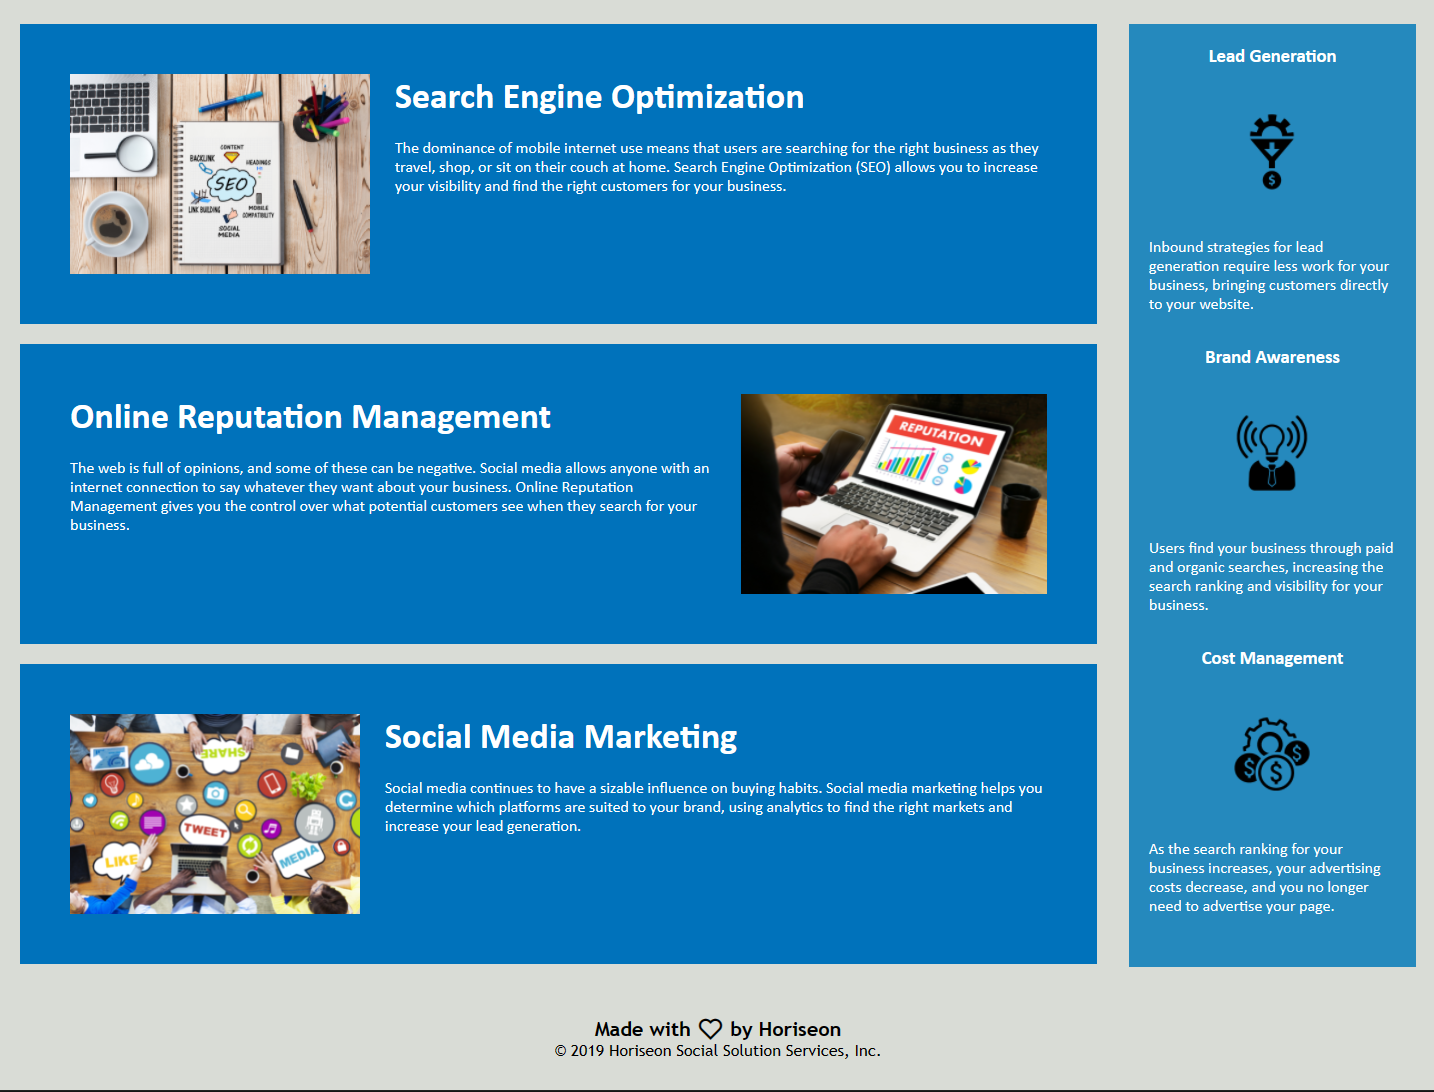 Search Engine Optimization
The dominance of mobile internet use means that users are searching for the right business as they
travel, shop, or sit on their couch at home. Search Engine Optimization (SEO) allows you to increase
your visibility and find the right customers for your business.
CONTENT
BACKLINK
HEADINGS
SEO
LINK BUILDING
MOBILE
COMPATIBILITY
SOCIAL
MEDIA
Online Reputation Management
The web is full of opinions, and some of these can be negative. Social media allows anyone with an
internet connection to say whatever they want about your business. Online Reputation
Management gives you the control over what potential customers see when they search for your
business.
REPUTATION
Social Media Marketing
Social media continues to have a sizable influence on buying habits. Social media marketing helps you
determine which platforms are suited to your brand, using analytics to find the right markets and
increase your lead generation.
SHARE
TWEET
LIKE
MEDIA
Lead Generation
Inbound strategies for lead
generation require less work for your
business, bringing customers directly
to your website.
Brand Awareness
Users find your business through paid
and organic searches, increasing the
search ranking and visibility for your
business.
Cost Management
As the search ranking for your
business increases, your advertising
costs decrease, and you no longer
need to advertise your page.
Made with ♡ by Horiseon
© 2019 Horiseon Social Solution Services, Inc.